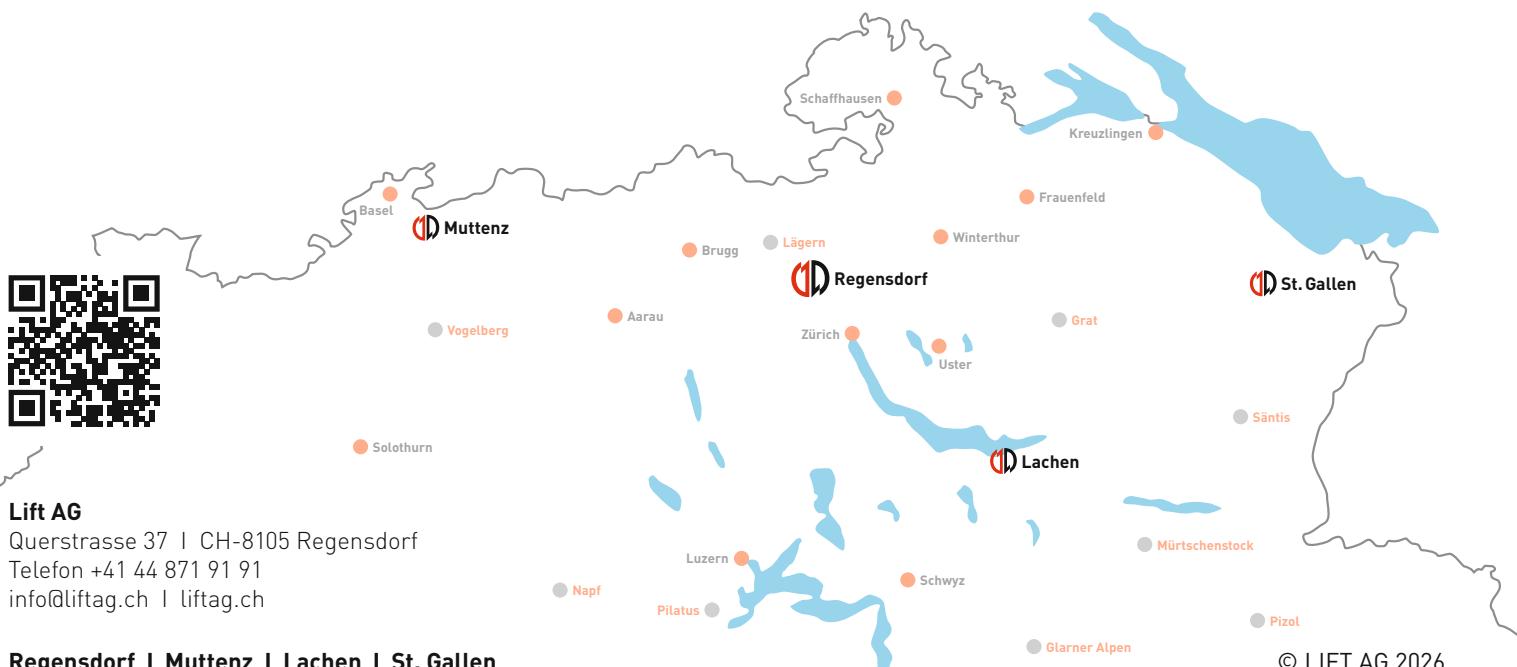 Schaffhausen
Kreuzlingen
Basel
Frauenfeld
Muttenz
Winterthur
Brugg
Lägern
Regensdorf
St. Gallen
Aarau
Grat
Vogelberg
Zürich
Uster
Säntis
Solothurn
Lachen
Lift AG
Querstrasse 37 I CH-8105 Regensdorf
Telefon +41 44 871 91 91
info@liftag.ch I liftag.ch
Mürtschenstock
Luzern
Schwyz
Napf
Pilatus
Pizol
Glarner Alpen
Regensdorf I Muttenz I Lachen I St. Gallen
© LIFT AG 2026